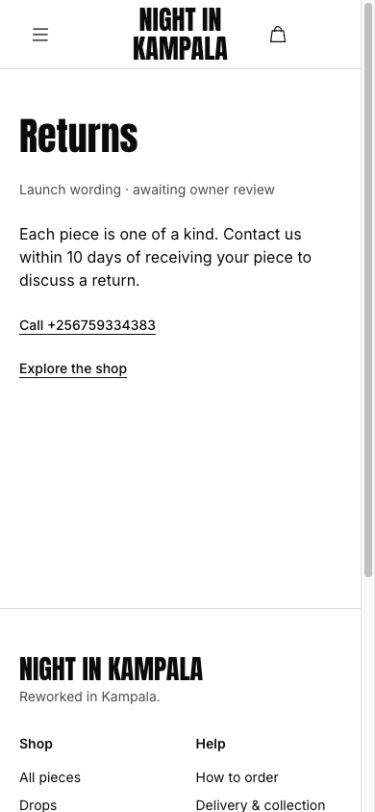 NIGHT IN
KAMPALA
Returns
Launch wording · awaiting owner review
Each piece is one of a kind. Contact us
within 10 days of receiving your piece to
discuss a return.
Call +256759334383
Explore the shop
NIGHT IN KAMPALA
Reworked in Kampala.
Shop
Help
All pieces
How to order
Drops
Delivery & collection